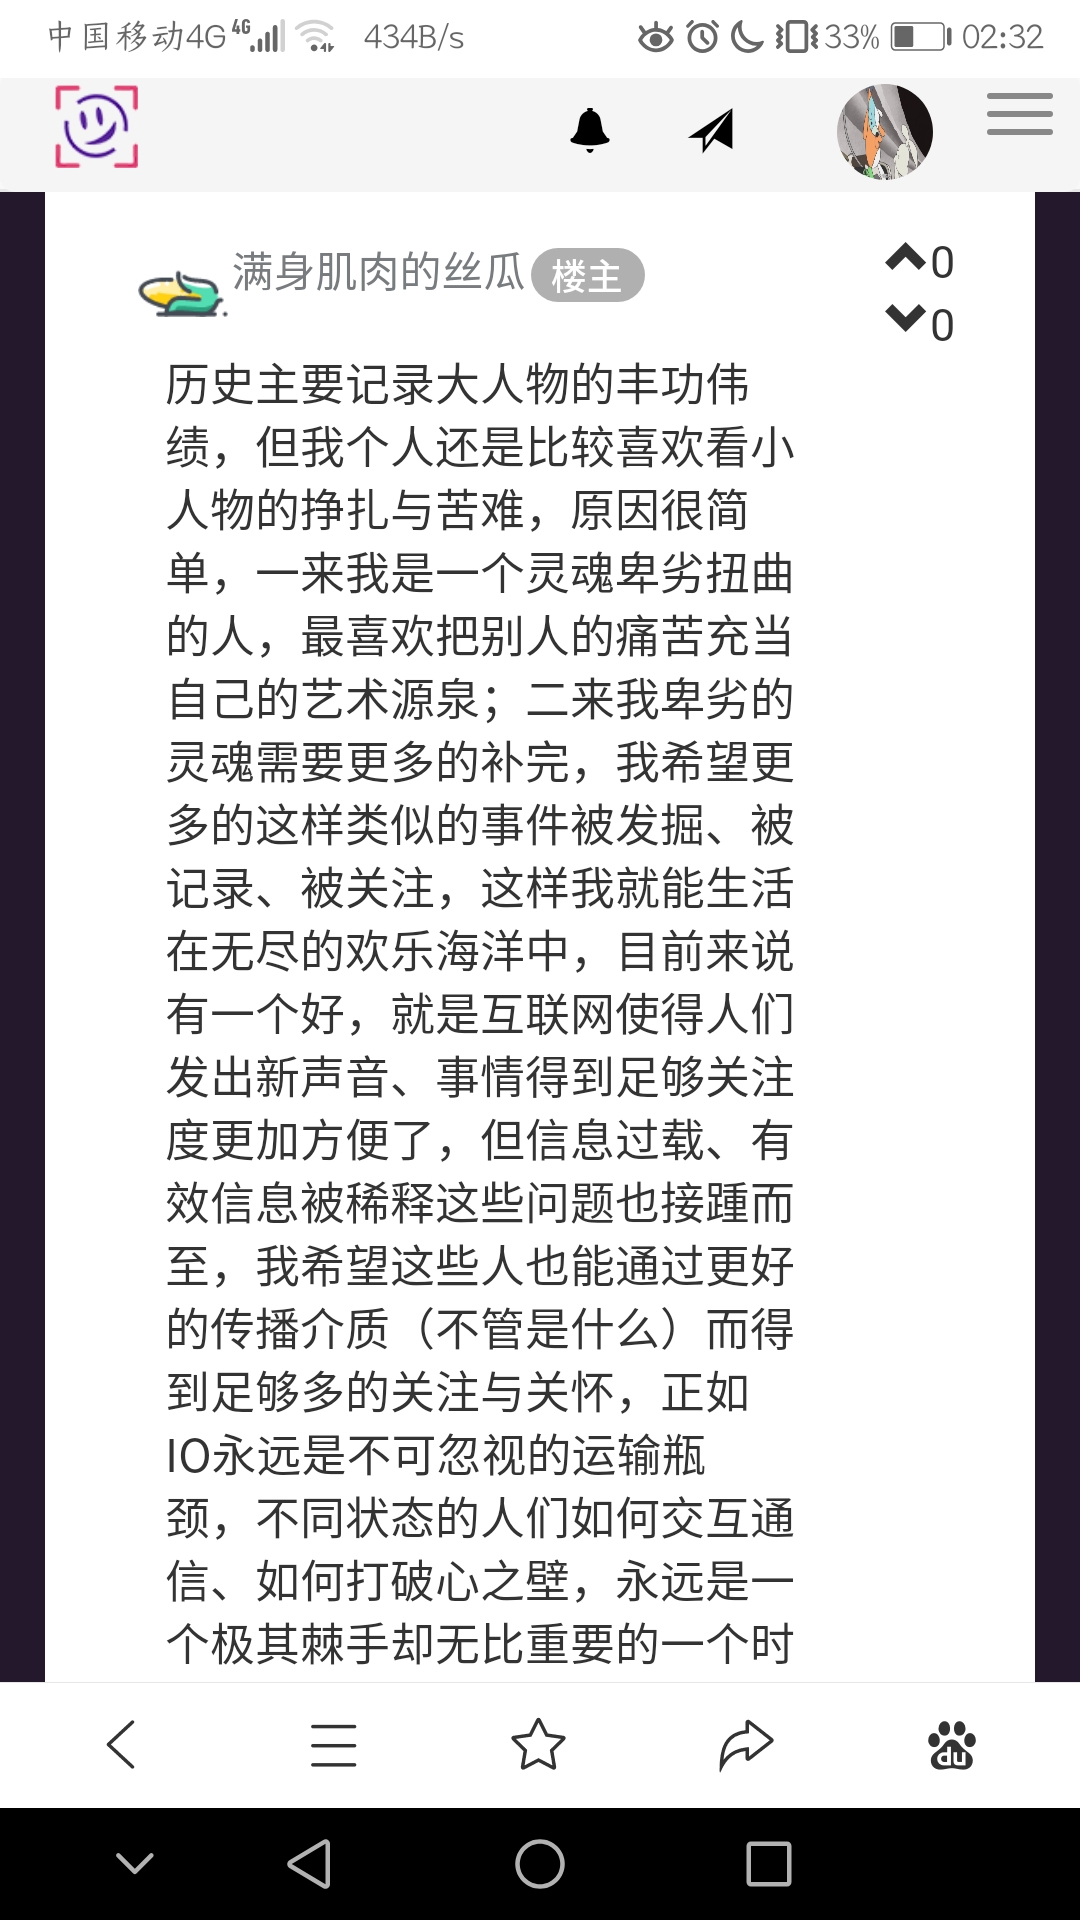 中国移动4G 4G 434B/s 33% 02:32
满身肌肉的丝瓜 楼主
0
0
历史主要记录大人物的丰功伟
绩，但我个人还是比较喜欢看小
人物的挣扎与苦难，原因很简
单，一来我是一个灵魂卑劣扭曲
的人，最喜欢把别人的痛苦充当
自己的艺术源泉；二来我卑劣的
灵魂需要更多的补完，我希望更
多的这样类似的事件被发掘、被
记录、被关注，这样我就能生活
在无尽的欢乐海洋中，目前来说
有一个好，就是互联网使得人们
发出新声音、事情得到足够关注
度更加方便了，但信息过载、有
效信息被稀释这些问题也接踵而
至，我希望这些人也能通过更好
的传播介质（不管是什么）而得
到足够多的关注与关怀，正如
IO永远是不可忽视的运输瓶
颈，不同状态的人们如何交互通
信、如何打破心之壁，永远是一
个极其棘手却无比重要的一个时
du